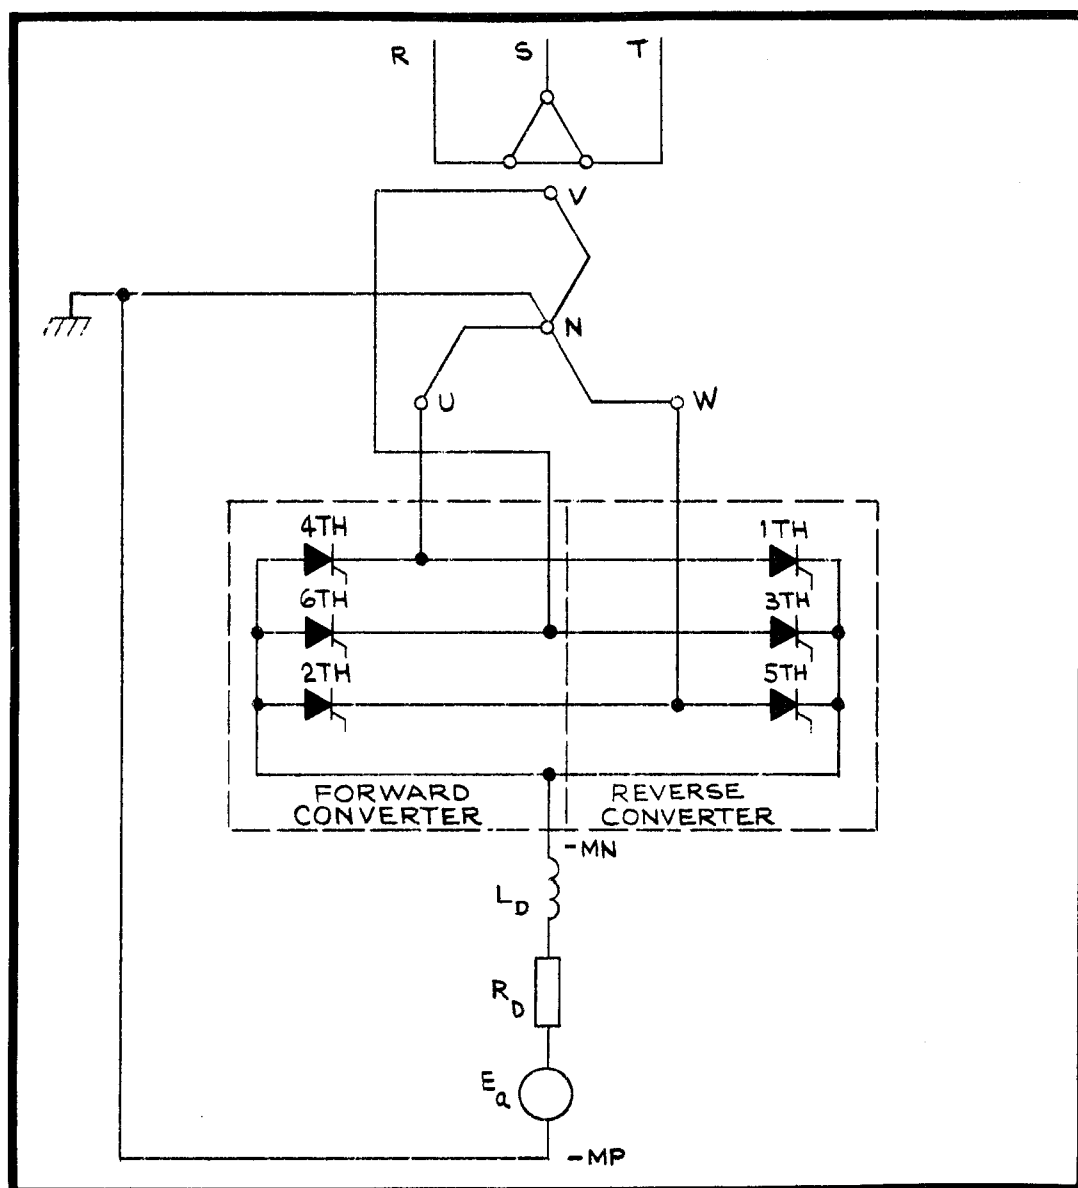 R S T
V
N
U W
4TH 1TH
6TH 3TH
2TH 5TH
FORWARD CONVERTER
REVERSE CONVERTER
-MN
LD
RD
Ea
-MP